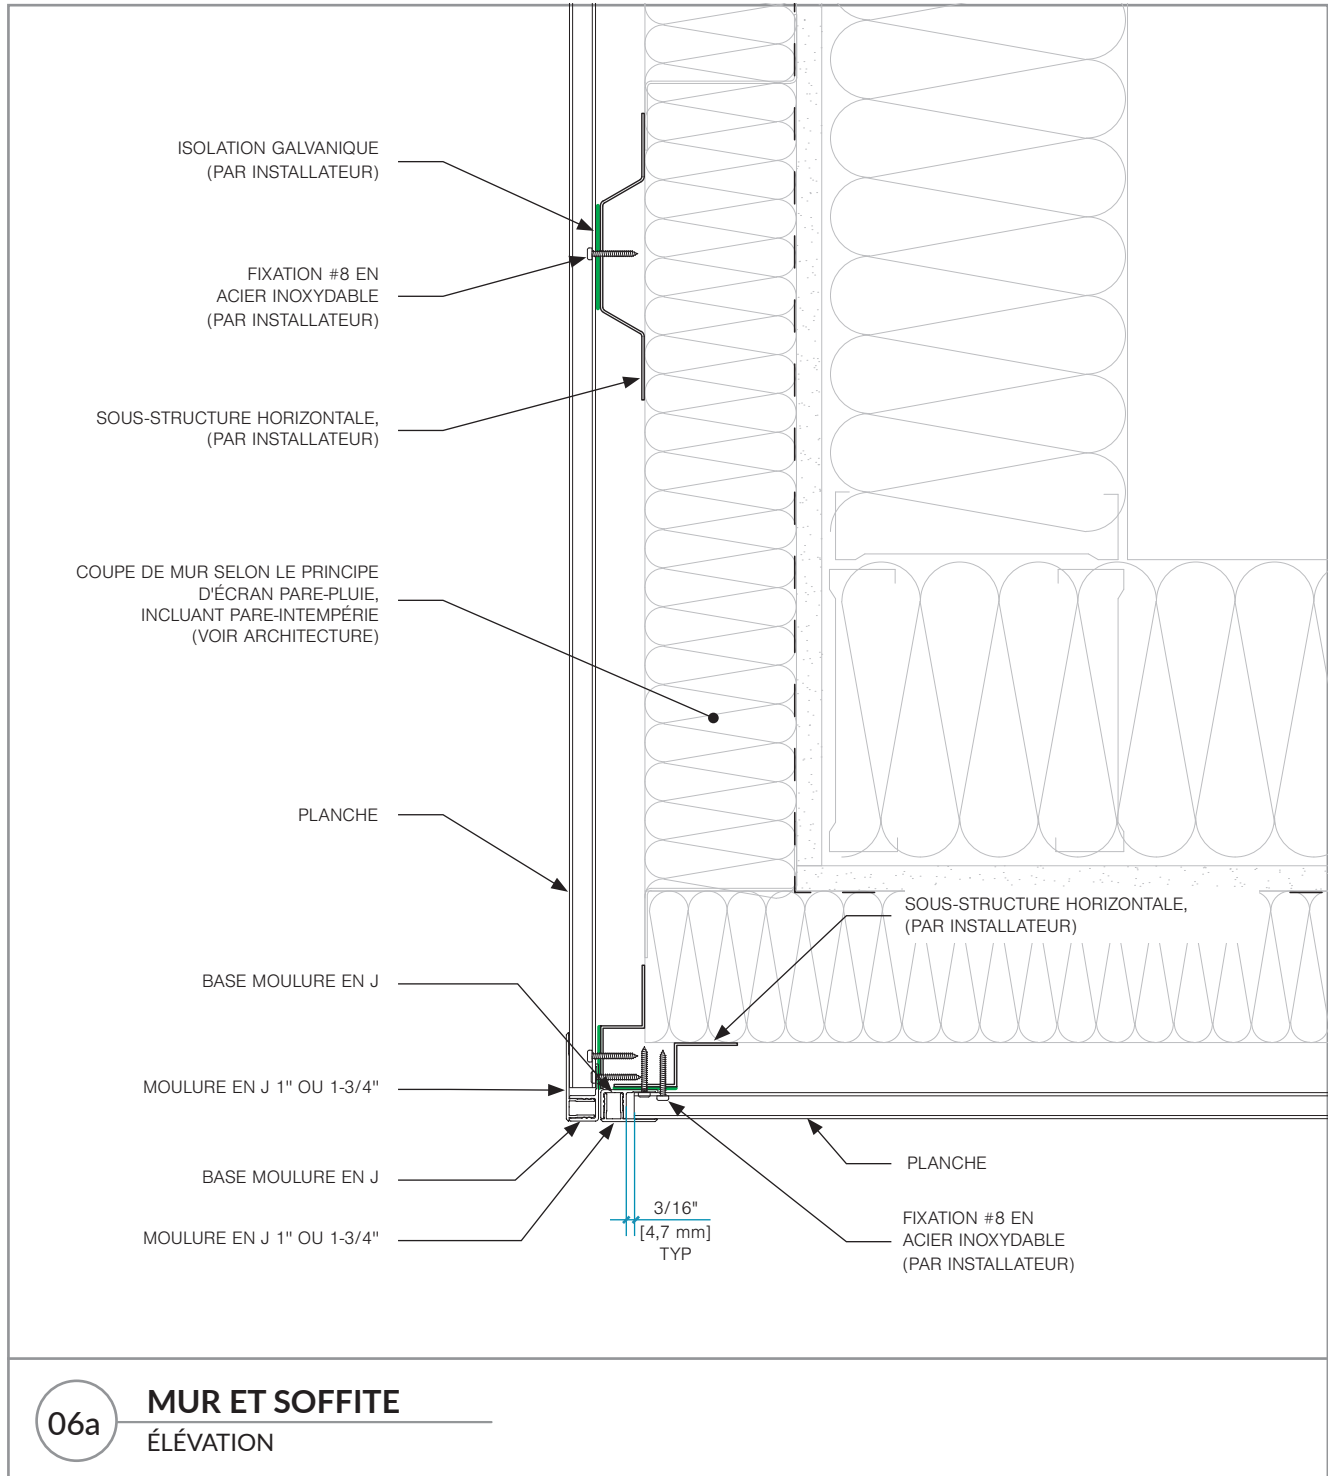 ISOLATION GALVANIQUE
(PAR INSTALLATEUR)
FIXATION #8 EN
ACIER INOXYDABLE
(PAR INSTALLATEUR)
SOUS-STRUCTURE HORIZONTALE,
(PAR INSTALLATEUR)
COUPE DE MUR SELON LE PRINCIPE
D'ÉCRAN PARE-PLUIE,
INCLUANT PARE-INTEMPÉRIE
(VOIR ARCHITECTURE)
PLANCHE
SOUS-STRUCTURE HORIZONTALE,
(PAR INSTALLATEUR)
BASE MOULURE EN J
MOULURE EN J 1" OU 1-3/4"
BASE MOULURE EN J
MOULURE EN J 1" OU 1-3/4"
3/16"
[4,7 mm]
TYP
PLANCHE
FIXATION #8 EN
ACIER INOXYDABLE
(PAR INSTALLATEUR)
06a
MUR ET SOFFITE
ÉLÉVATION